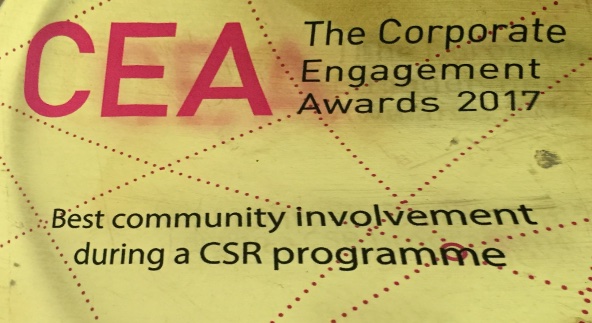 CEA
The Corporate
Engagement
Awards 2017
Best community involvement
during a CSR programme